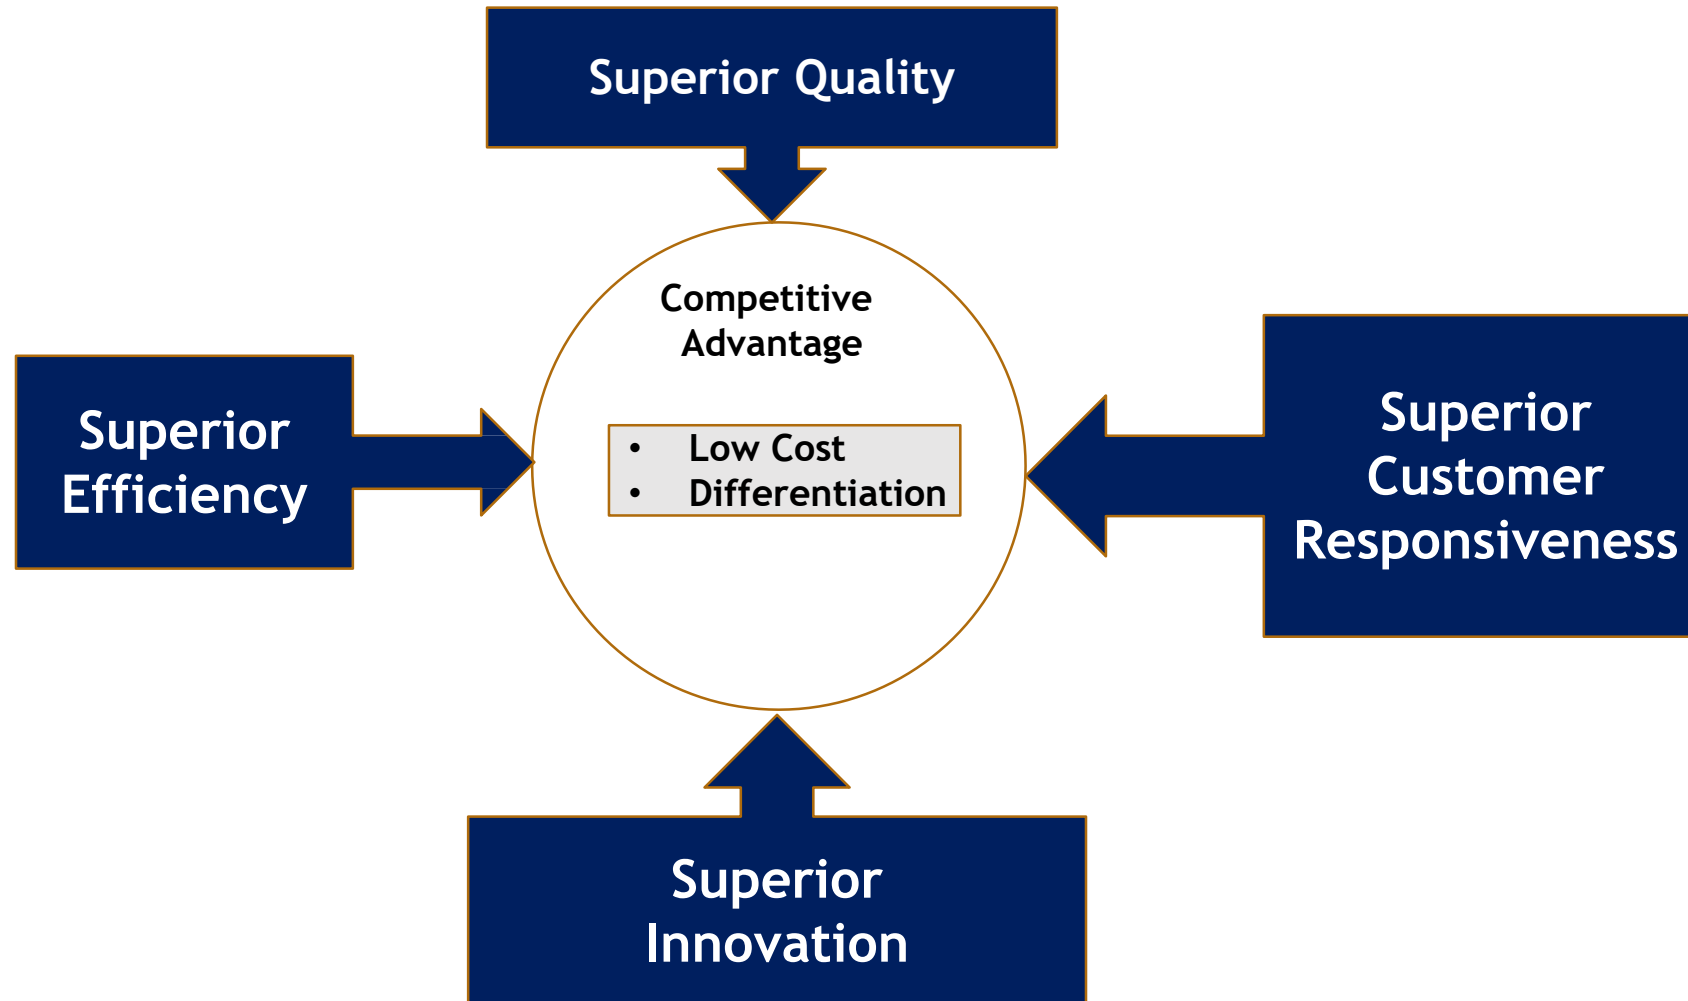 Superior Quality
Competitive
Advantage
• Low Cost
• Differentiation
Superior
Efficiency
Superior
Customer
Responsiveness
Superior
Innovation